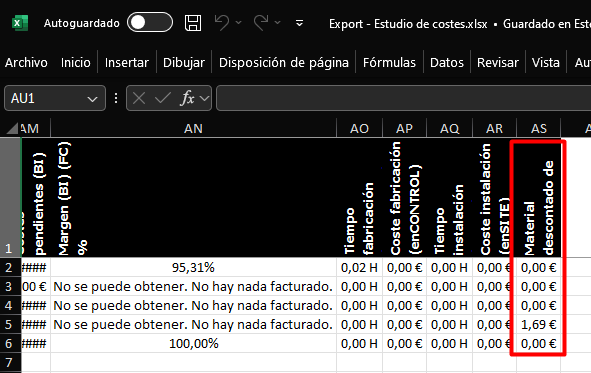 Autoguardado
Export - Estudio de costes.xlsx • Guardado en Este
Archivo Inicio Insertar Dibujar Disposición de página Fórmulas Datos Revisar Vista
AU1
fx
AM AN AO AP AQ AR AS
1
pendientes (BI)
Margen (BI) (FC)
%
Tiempo
fabricación
Coste fabricación
(enCONTROL)
Tiempo
instalación
Coste instalación
(enSITE)
Material
descontado de
2 #### 95,31% 0,02 H 0,00 € 0,00 H 0,00 € 0,00 €
3 00 € No se puede obtener. No hay nada facturado. 0,00 H 0,00 € 0,00 H 0,00 € 0,00 €
4 #### No se puede obtener. No hay nada facturado. 0,00 H 0,00 € 0,00 H 0,00 € 0,00 €
5 #### No se puede obtener. No hay nada facturado. 0,00 H 0,00 € 0,00 H 0,00 € 1,69 €
6 #### 100,00% 0,00 H 0,00 € 0,00 H 0,00 € 0,00 €
7